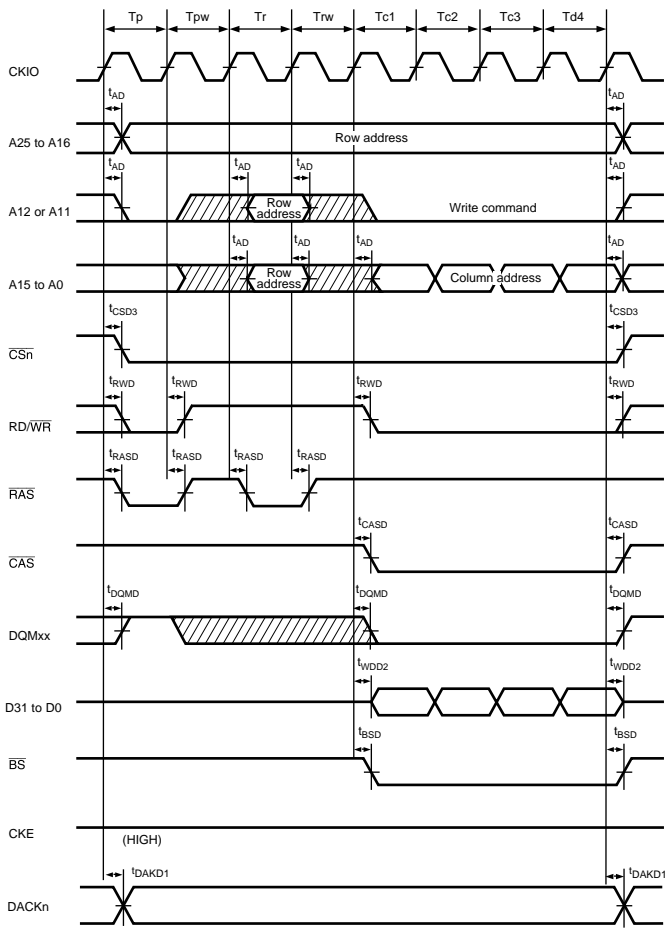 Tp Tpw Tr Trw Tc1 Tc2 Tc3 Td4
CKIO
tAD tAD
A25 to A16 Row address
tAD tAD tAD tAD
A12 or A11 Row address Write command
tAD tAD tAD tAD
A15 to A0 Row address Column address
tCSD3 tCSD3
CSn
tRWD tRWD tRWD tRWD
RD/WR
tRASD tRASD tRASD tRASD
RAS
tCASD tCASD
CAS
tDQMD tDQMD tDQMD
DQMxx
tWDD2 tWDD2
D31 to D0
tBSD tBSD
BS
CKE (HIGH)
tDAKD1 tDAKD1
DACKn